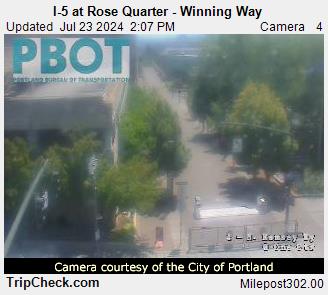 I-5 at Rose Quarter - Winning Way
Updated Jul 23 2024 2:07 PM Camera 4
PBOT
PORTLAND BUREAU OF TRANSPORTATION
Camera courtesy of the City of Portland
TripCheck.com Milepost302.00